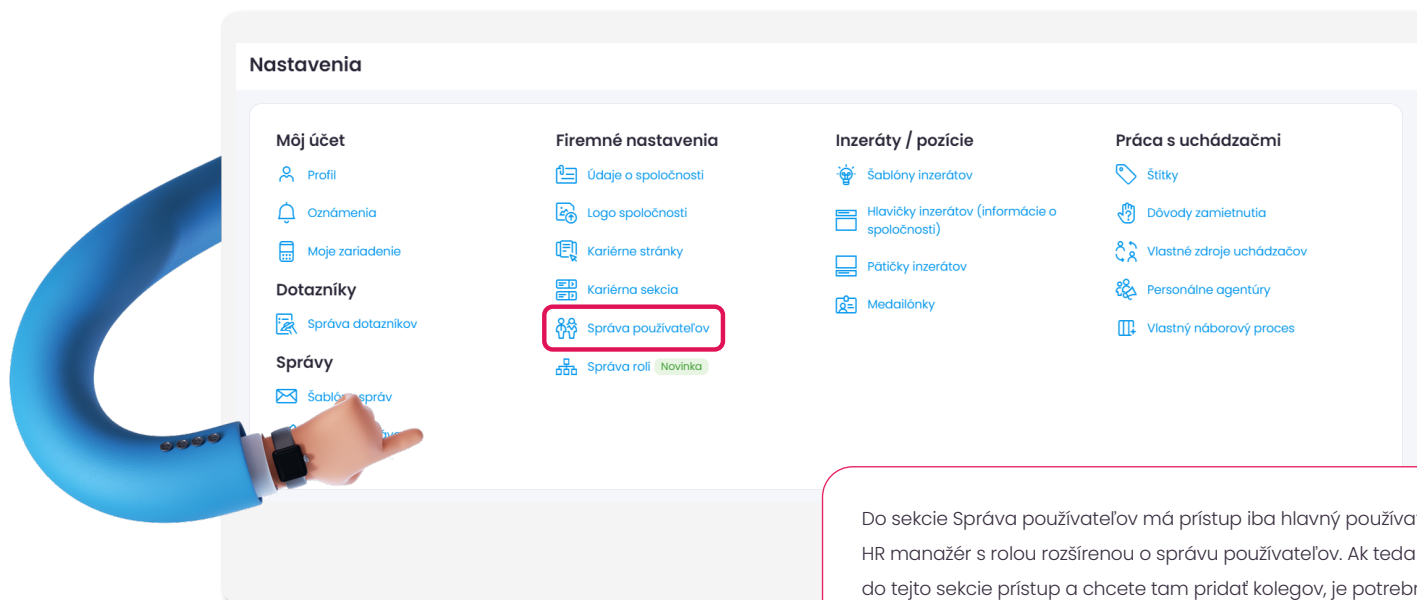 Nastavenia
Môj účet
Profil
Oznámenia
Moje zariadenie
Dotazníky
Správa dotazníkov
Správy
správ
Firemné nastavenia
Údaje o spoločnosti
Logo spoločnosti
Kariérne stránky
Kariérna sekcia
Správa používateľov
Správa rolí Novinka
Inzeráty / pozície
Šablóny inzerátov
Hlavičky inzerátov (informácie o
spoločnosti)
Pätičky inzerátov
Medailónky
Práca s uchádzačmi
Štítky
Dôvody zamietnutia
Vlastné zdroje uchádzačov
Personálne agentúry
Vlastný náborový proces
Do sekcie Správa používateľov má prístup iba hlavný
HR manažér s rolou rozšírenou o správu používateľov. Ak teda
do tejto sekcie prístup a chcete tam pridať kolegov, je